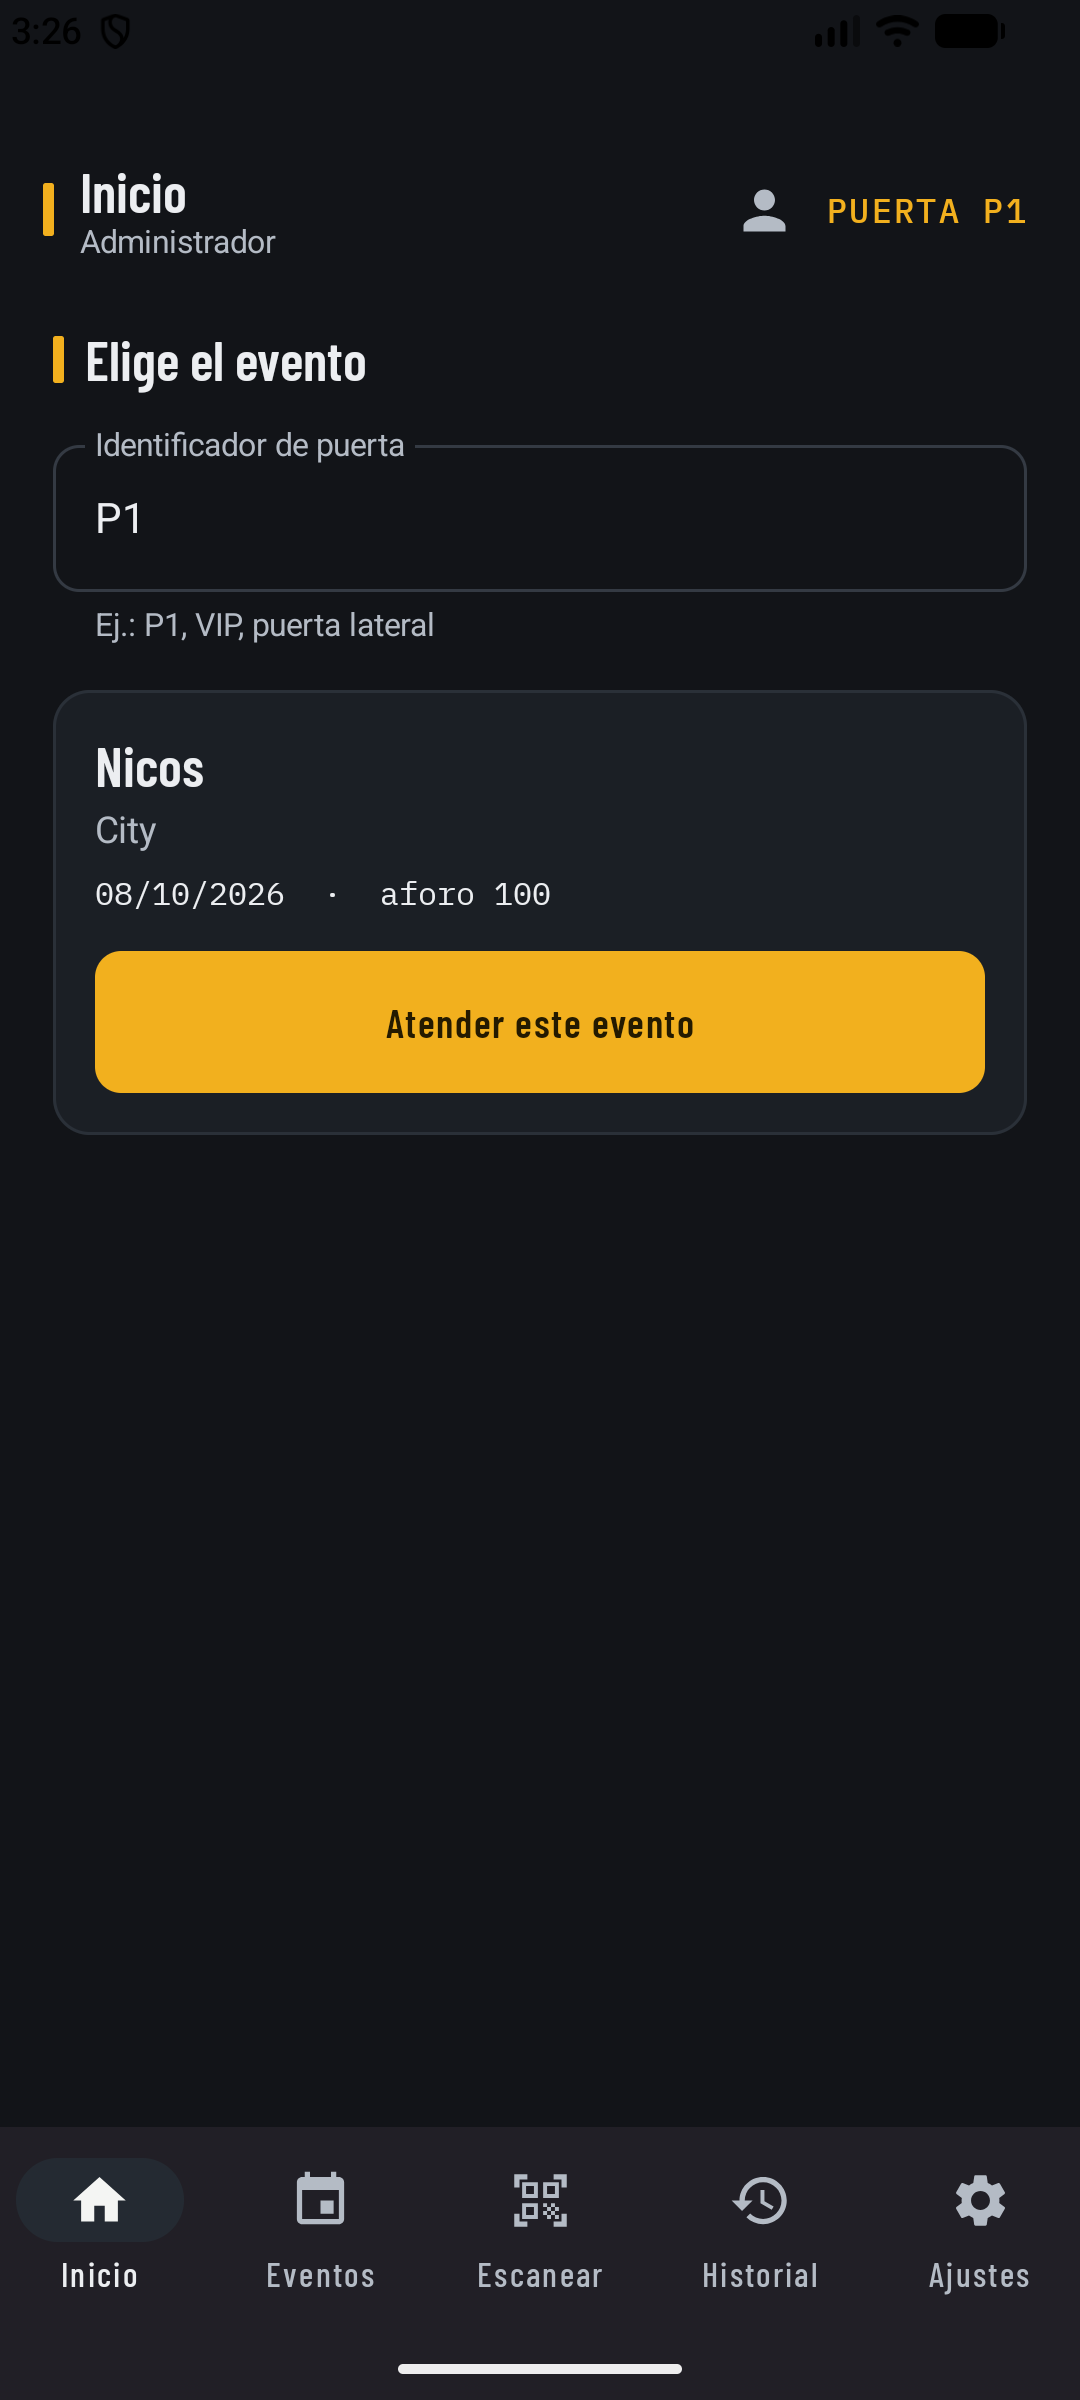 3:26
Inicio
Administrador
PUERTA P1
Elige el evento
Identificador de puerta
P1
Ej.: P1, VIP, puerta lateral
Nicos
City
08/10/2026 · aforo 100
Atender este evento
Inicio
Eventos
Escanear
Historial
Ajustes